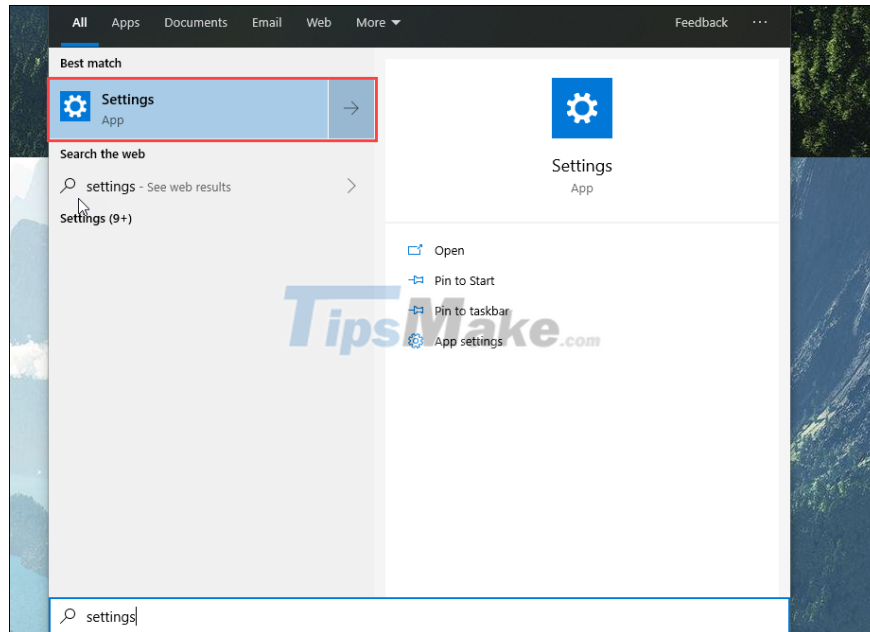 All Apps Documents Email Web More Feedback ...
Best match
Settings
App
Search the web
settings - See web results
Settings (9+)
Settings
App
Open
Pin to Start
Pin to taskbar
App settings
TipsMake.com
settings